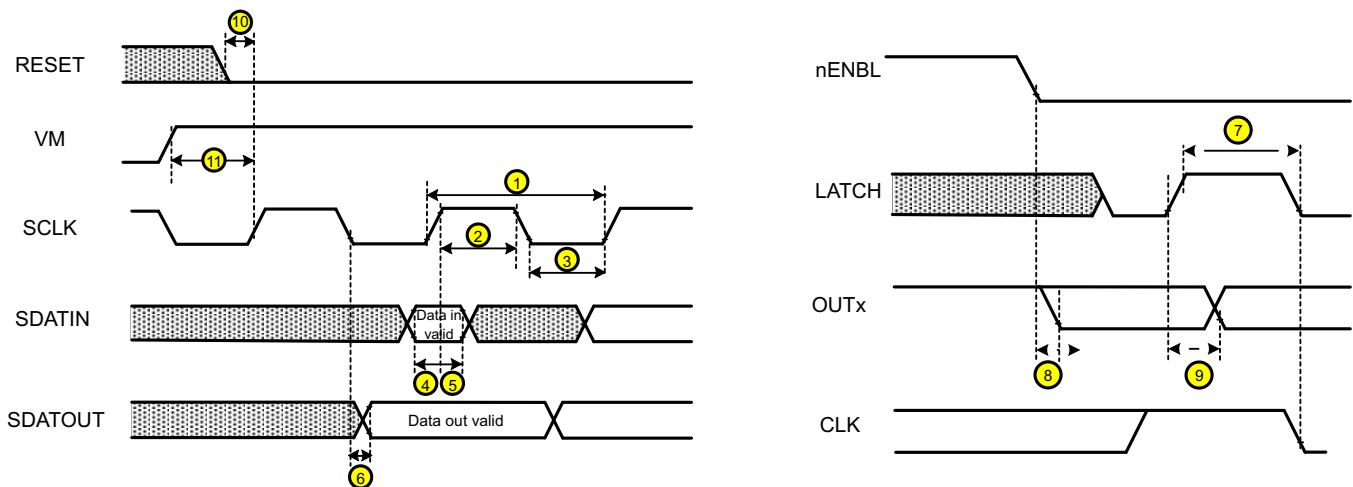 10
RESET
VM
11
1
SCLK
2
3
SDATIN
Data in
valid
4
5
SDATOUT
Data out valid
6
nENBL
7
LATCH
OUTx
8
9
CLK